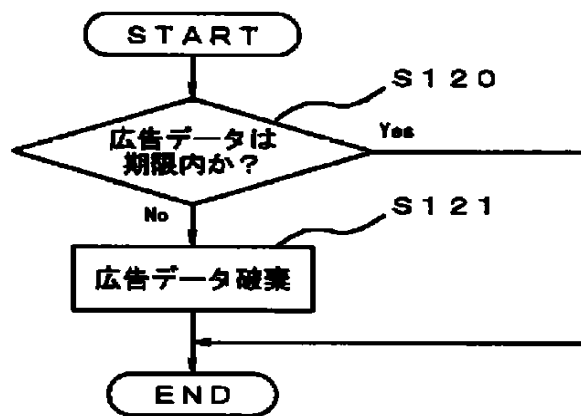 START
S120
広告データは
期限内か？
Yes
No
S121
広告データ破棄
END